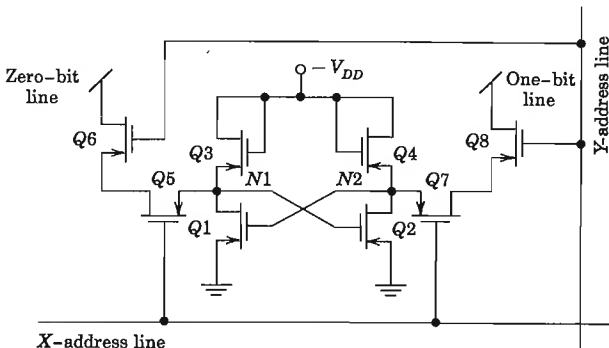 Zero-bit
line
−V_DD
One-bit
line
Y-address line
Q6
Q3
Q4
Q8
Q5
N1
N2
Q7
Q1
Q2
X-address line